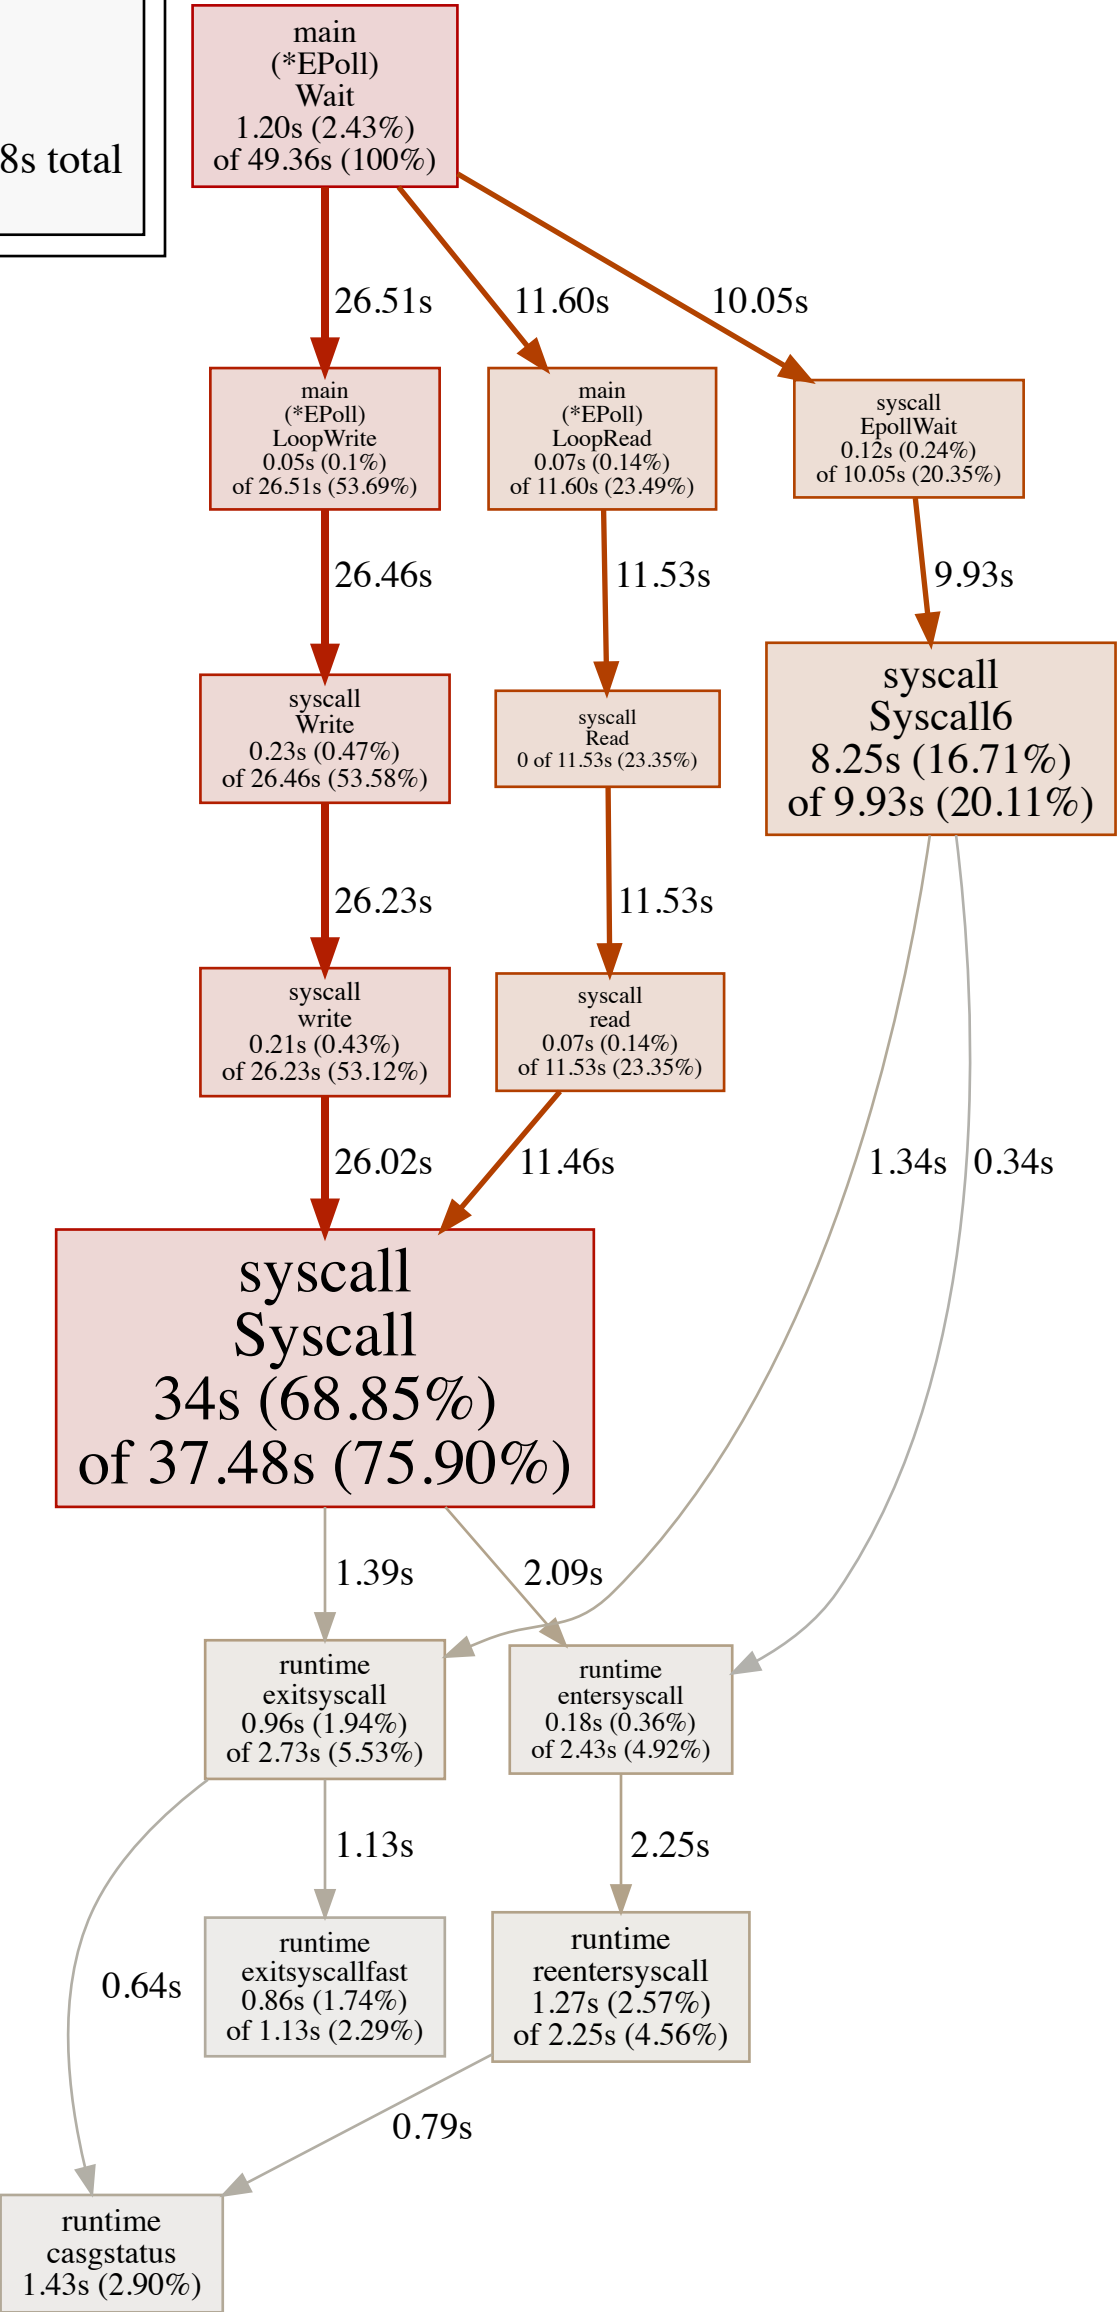 main
(*EPoll)
Wait
1.20s (2.43%)
of 49.36s (100%)
8s total
26.51s
11.60s
10.05s
main
(*EPoll)
LoopWrite
0.05s (0.1%)
of 26.51s (53.69%)
main
(*EPoll)
LoopRead
0.07s (0.14%)
of 11.60s (23.49%)
syscall
EpollWait
0.12s (0.24%)
of 10.05s (20.35%)
26.46s
11.53s
9.93s
syscall
Write
0.23s (0.47%)
of 26.46s (53.58%)
syscall
Read
0 of 11.53s (23.35%)
syscall
Syscall6
8.25s (16.71%)
of 9.93s (20.11%)
26.23s
11.53s
syscall
write
0.21s (0.43%)
of 26.23s (53.12%)
syscall
read
0.07s (0.14%)
of 11.53s (23.35%)
26.02s
11.46s
1.34s
0.34s
syscall
Syscall
34s (68.85%)
of 37.48s (75.90%)
1.39s
2.09s
runtime
exitsyscall
0.96s (1.94%)
of 2.73s (5.53%)
runtime
entersyscall
0.18s (0.36%)
of 2.43s (4.92%)
1.13s
2.25s
0.64s
runtime
exitsyscallfast
0.86s (1.74%)
of 1.13s (2.29%)
runtime
reentersyscall
1.27s (2.57%)
of 2.25s (4.56%)
0.79s
runtime
casgstatus
1.43s (2.90%)